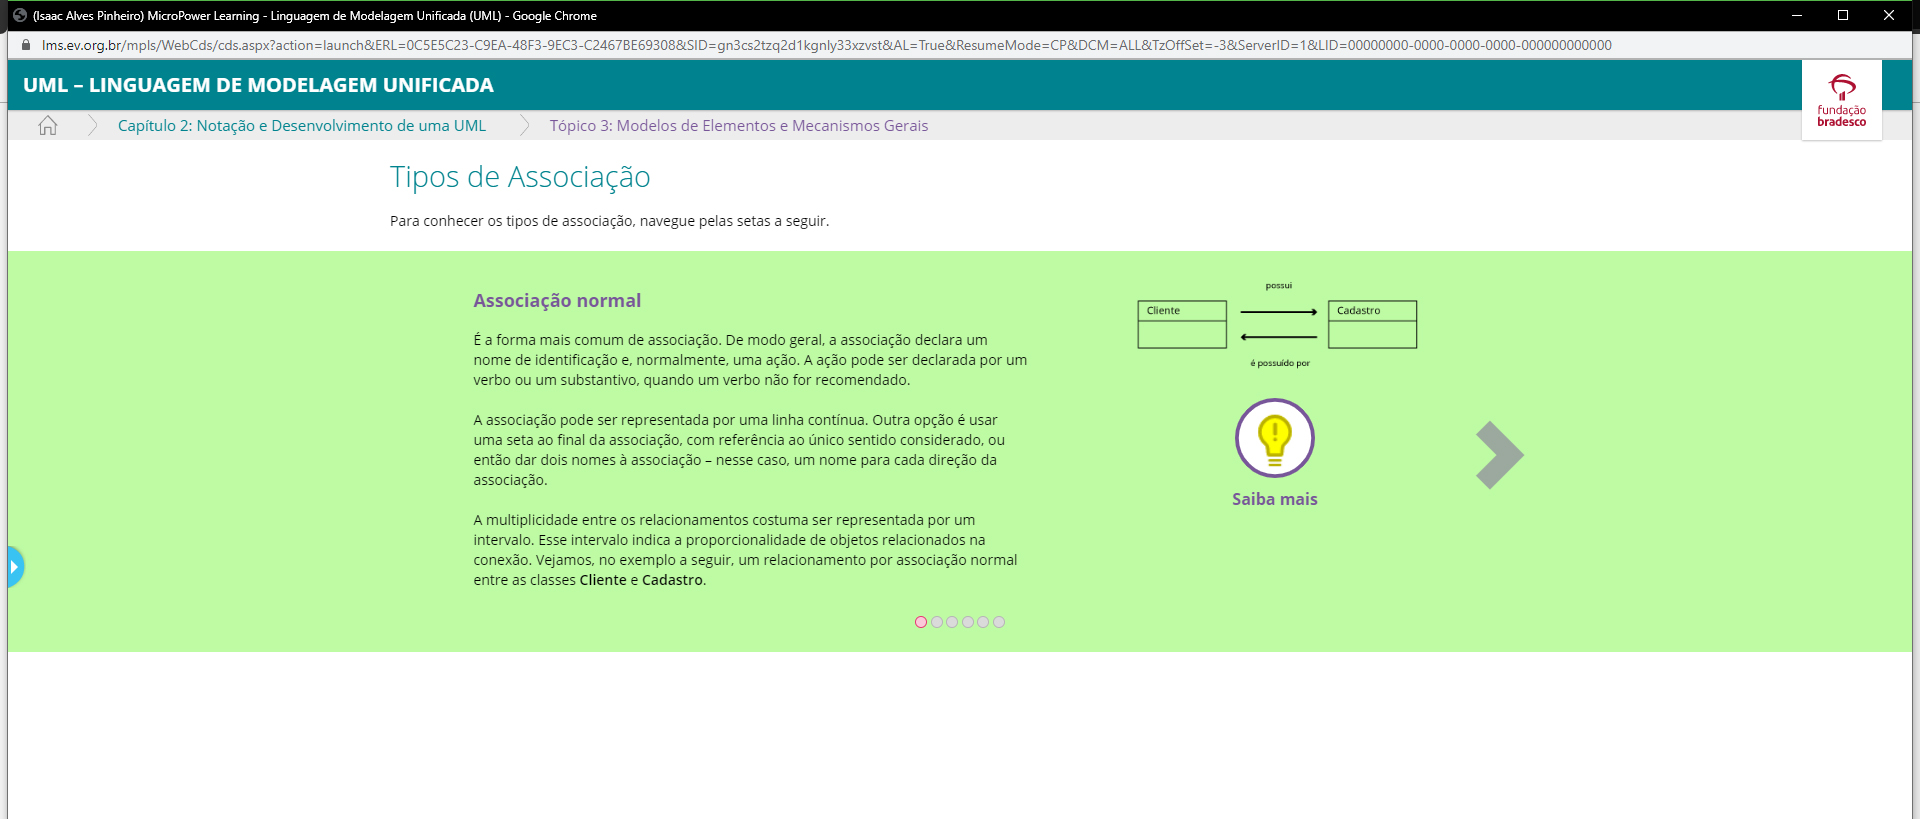 (Isaac Alves Pinheiro) MicroPower Learning - Linguagem de Modelagem Unificada (UML) - Google Chrome
lms.ev.org.br/mpls/WebCds/cds.aspx?action=launch&ERL=0C5E5C23-C9EA-48F3-9EC3-C2467BE69308&SID=gn3cs2tzq2d1kgnly33xzvst&AL=True&ResumeMode=CP&DCM=ALL&TzOffSet=-3&ServerID=1&LID=00000000-0000-0000-0000-000000000000
UML – LINGUAGEM DE MODELAGEM UNIFICADA
fundação
bradesco
Capítulo 2: Notação e Desenvolvimento de uma UML
Tópico 3: Modelos de Elementos e Mecanismos Gerais
Tipos de Associação
Para conhecer os tipos de associação, navegue pelas setas a seguir.
Associação normal
É a forma mais comum de associação. De modo geral, a associação declara um
nome de identificação e, normalmente, uma ação. A ação pode ser declarada por um
verbo ou um substantivo, quando um verbo não for recomendado.
A associação pode ser representada por uma linha contínua. Outra opção é usar
uma seta ao final da associação, com referência ao único sentido considerado, ou
então dar dois nomes à associação – nesse caso, um nome para cada direção da
associação.
A multiplicidade entre os relacionamentos costuma ser representada por um
intervalo. Esse intervalo indica a proporcionalidade de objetos relacionados na
conexão. Vejamos, no exemplo a seguir, um relacionamento por associação normal
entre as classes Cliente e Cadastro.
possui
Cliente
Cadastro
é possuído por
Saiba mais